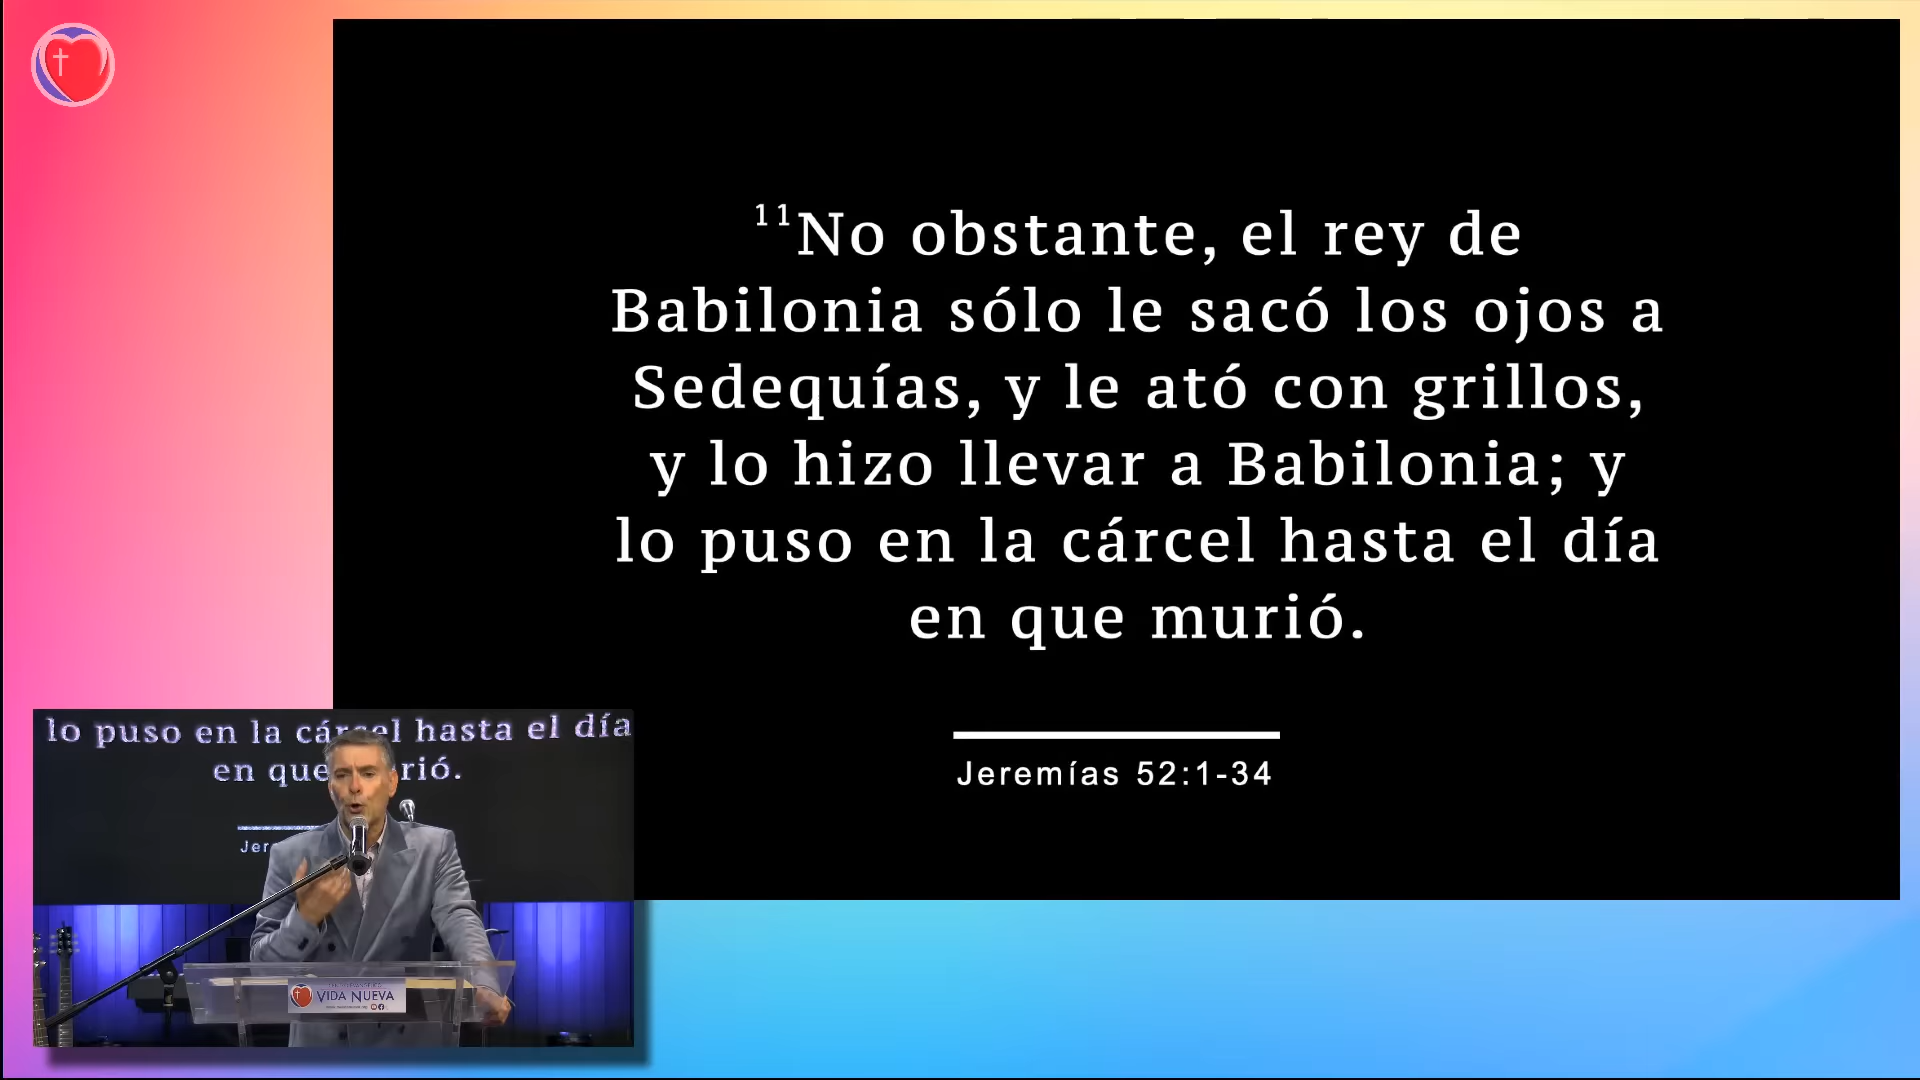 ¹¹No obstante, el rey de
Babilonia sólo le sacó los ojos a
Sedequías, y le ató con grillos,
y lo hizo llevar a Babilonia; y
lo puso en la cárcel hasta el día
en que murió.
Jeremías 52:1-34
lo puso en la cárcel hasta el día
en que rió.
Jere
VIDA NUEVA